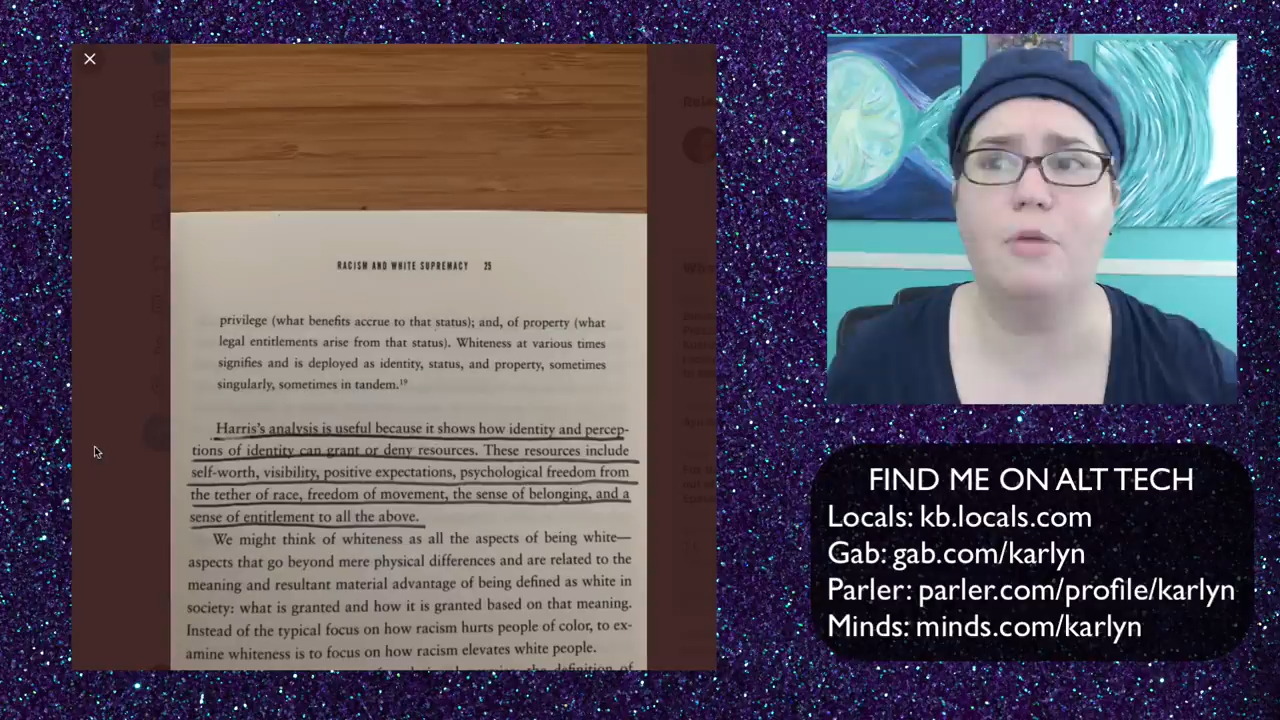 RACISM AND WHITE SUPREMACY 25
privilege (what benefits accrue to that status); and, of property (what
legal entitlements arise from that status). Whiteness at various times
signifies and is deployed as identity, status, and property, sometimes
singularly, sometimes in tandem.¹⁹
Harris's analysis is useful because it shows how identity and percep-
tions of identity can grant or deny resources. These resources include
self-worth, visibility, positive expectations, psychological freedom from
the tether of race, freedom of movement, the sense of belonging, and a
sense of entitlement to all the above.
We might think of whiteness as all the aspects of being white—
aspects that go beyond mere physical differences and are related to the
meaning and resultant material advantage of being defined as white in
society: what is granted and how it is granted based on that meaning.
Instead of the typical focus on how racism hurts people of color, to ex-
amine whiteness is to focus on how racism elevates white people.
the definition of
FIND ME ON ALT TECH
Locals: kb.locals.com
Gab: gab.com/karlyn
Parler: parler.com/profile/karlyn
Minds: minds.com/karlyn